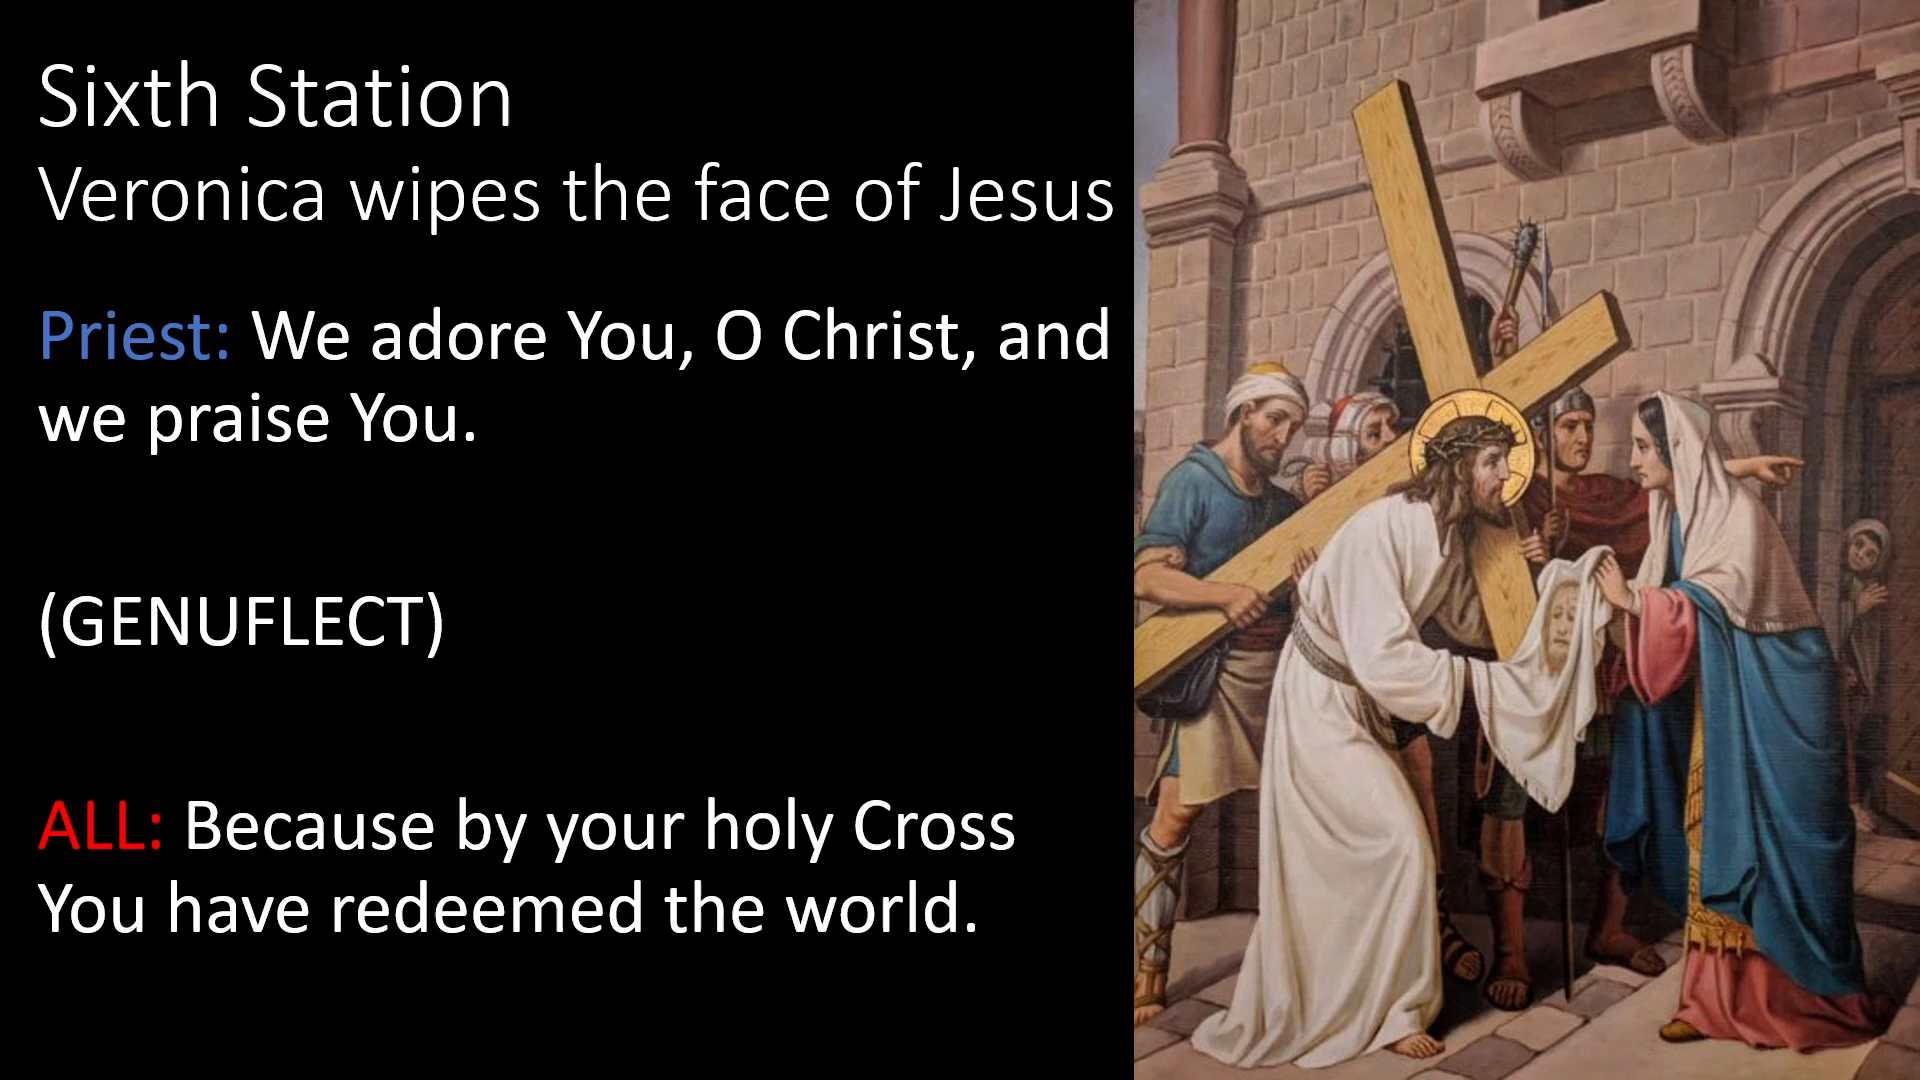 Sixth Station
Veronica wipes the face of Jesus
Priest: We adore You, O Christ, and
we praise You.
(GENUFLECT)
ALL: Because by your holy Cross
You have redeemed the world.